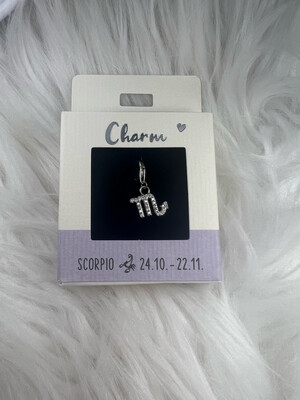 Charm
SCORPIO 24.10. - 22.11.